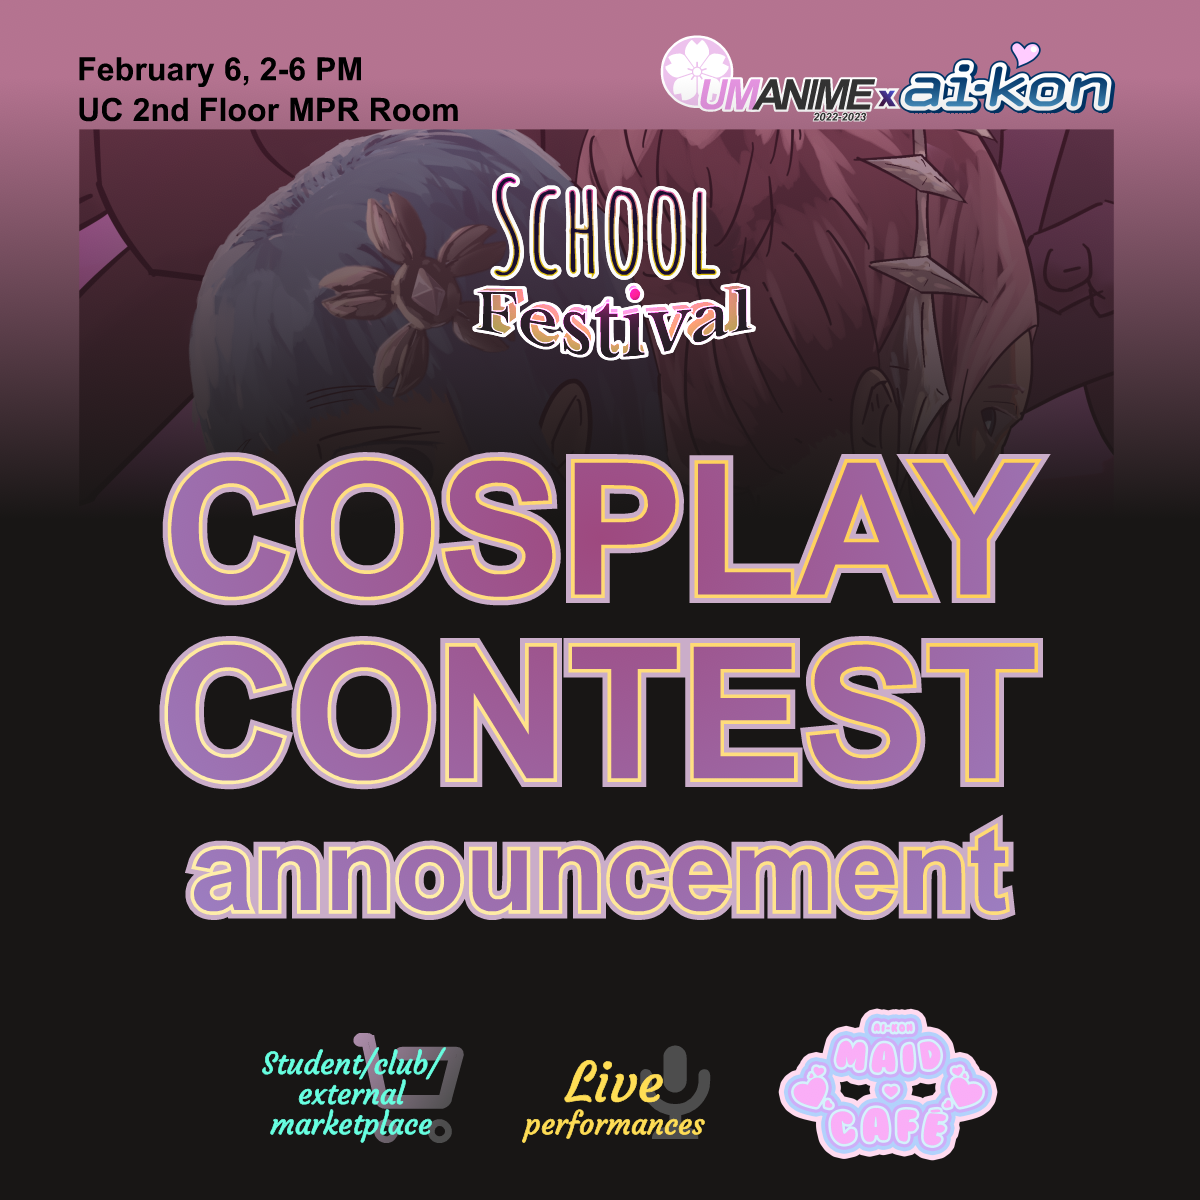 February 6, 2-6 PM
UC 2nd Floor MPR Room
UMANIME x ai-kon
2022-2023
SCHOOL
Festival
COSPLAY
CONTEST
announcement
Student/club/
external
marketplace
Live
performances
AI-KON
MAID
CAFÉ